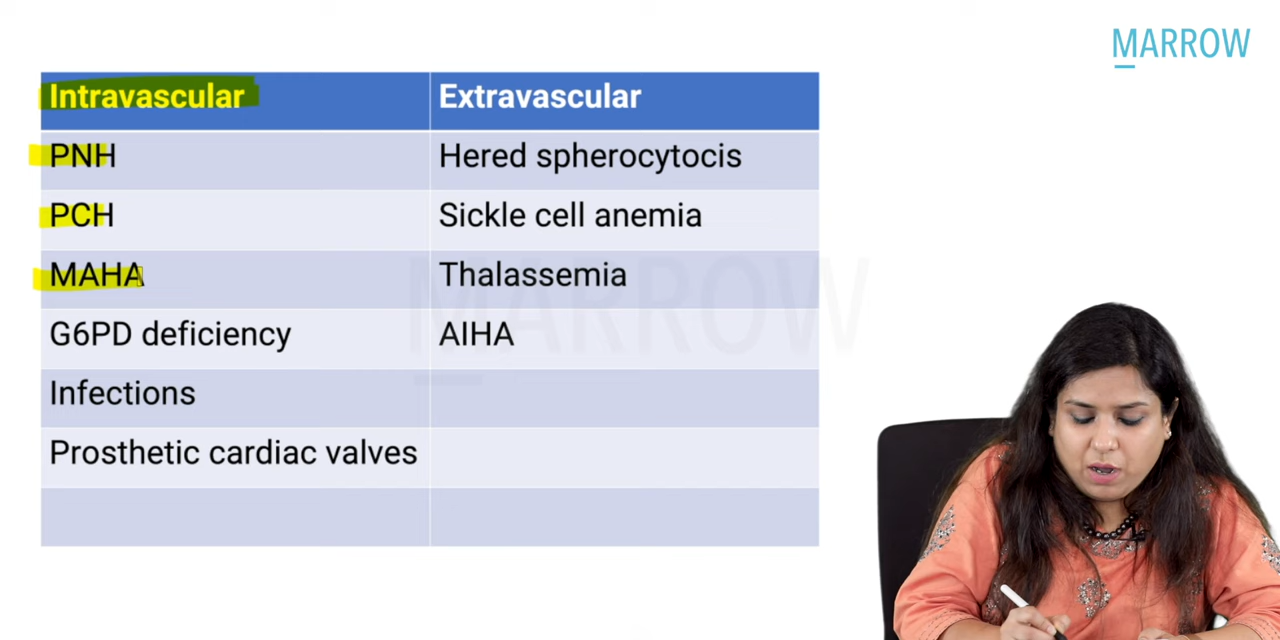 MARROW
Intravascular Extravascular
PNH Hered spherocytocis
PCH Sickle cell anemia
MAHA Thalassemia
G6PD deficiency AIHA
Infections
Prosthetic cardiac valves
MARROW